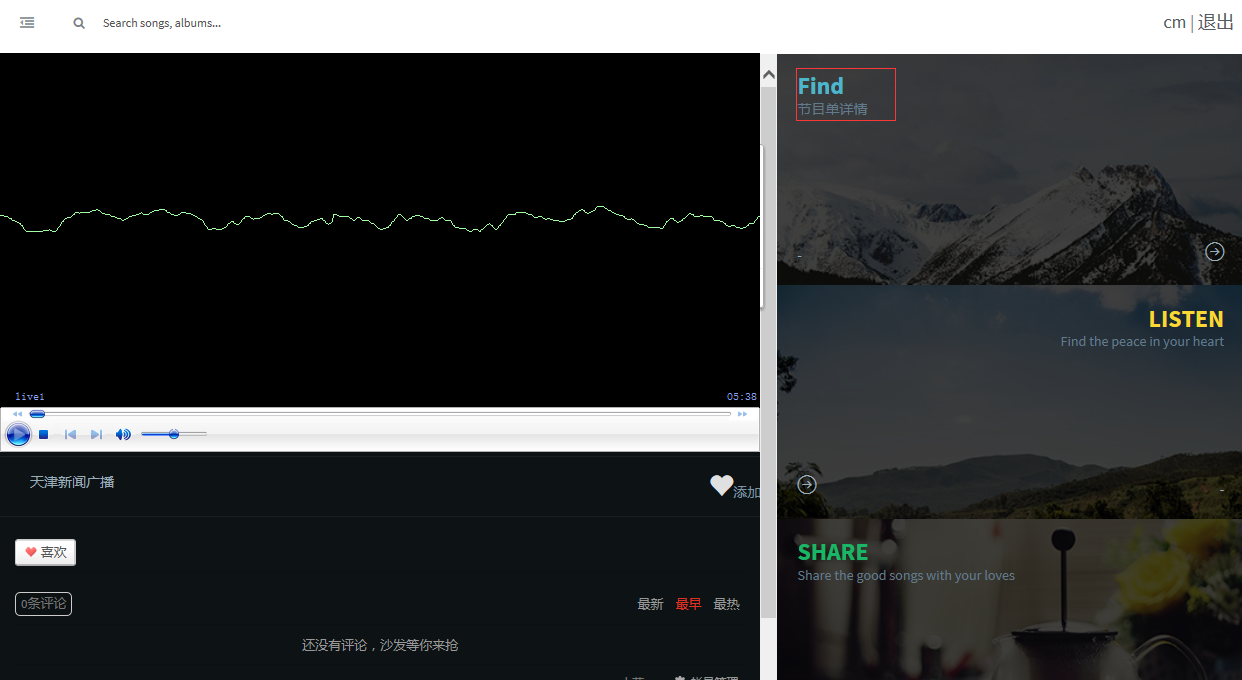 Search songs, albums...
cm | 退出
Find
节目单详情
-
LISTEN
Find the peace in your heart
-
SHARE
Share the good songs with your loves
live1
05:38
天津新闻广播
添加
喜欢
0条评论
最新 最早 最热
还没有评论，沙发等你来抢